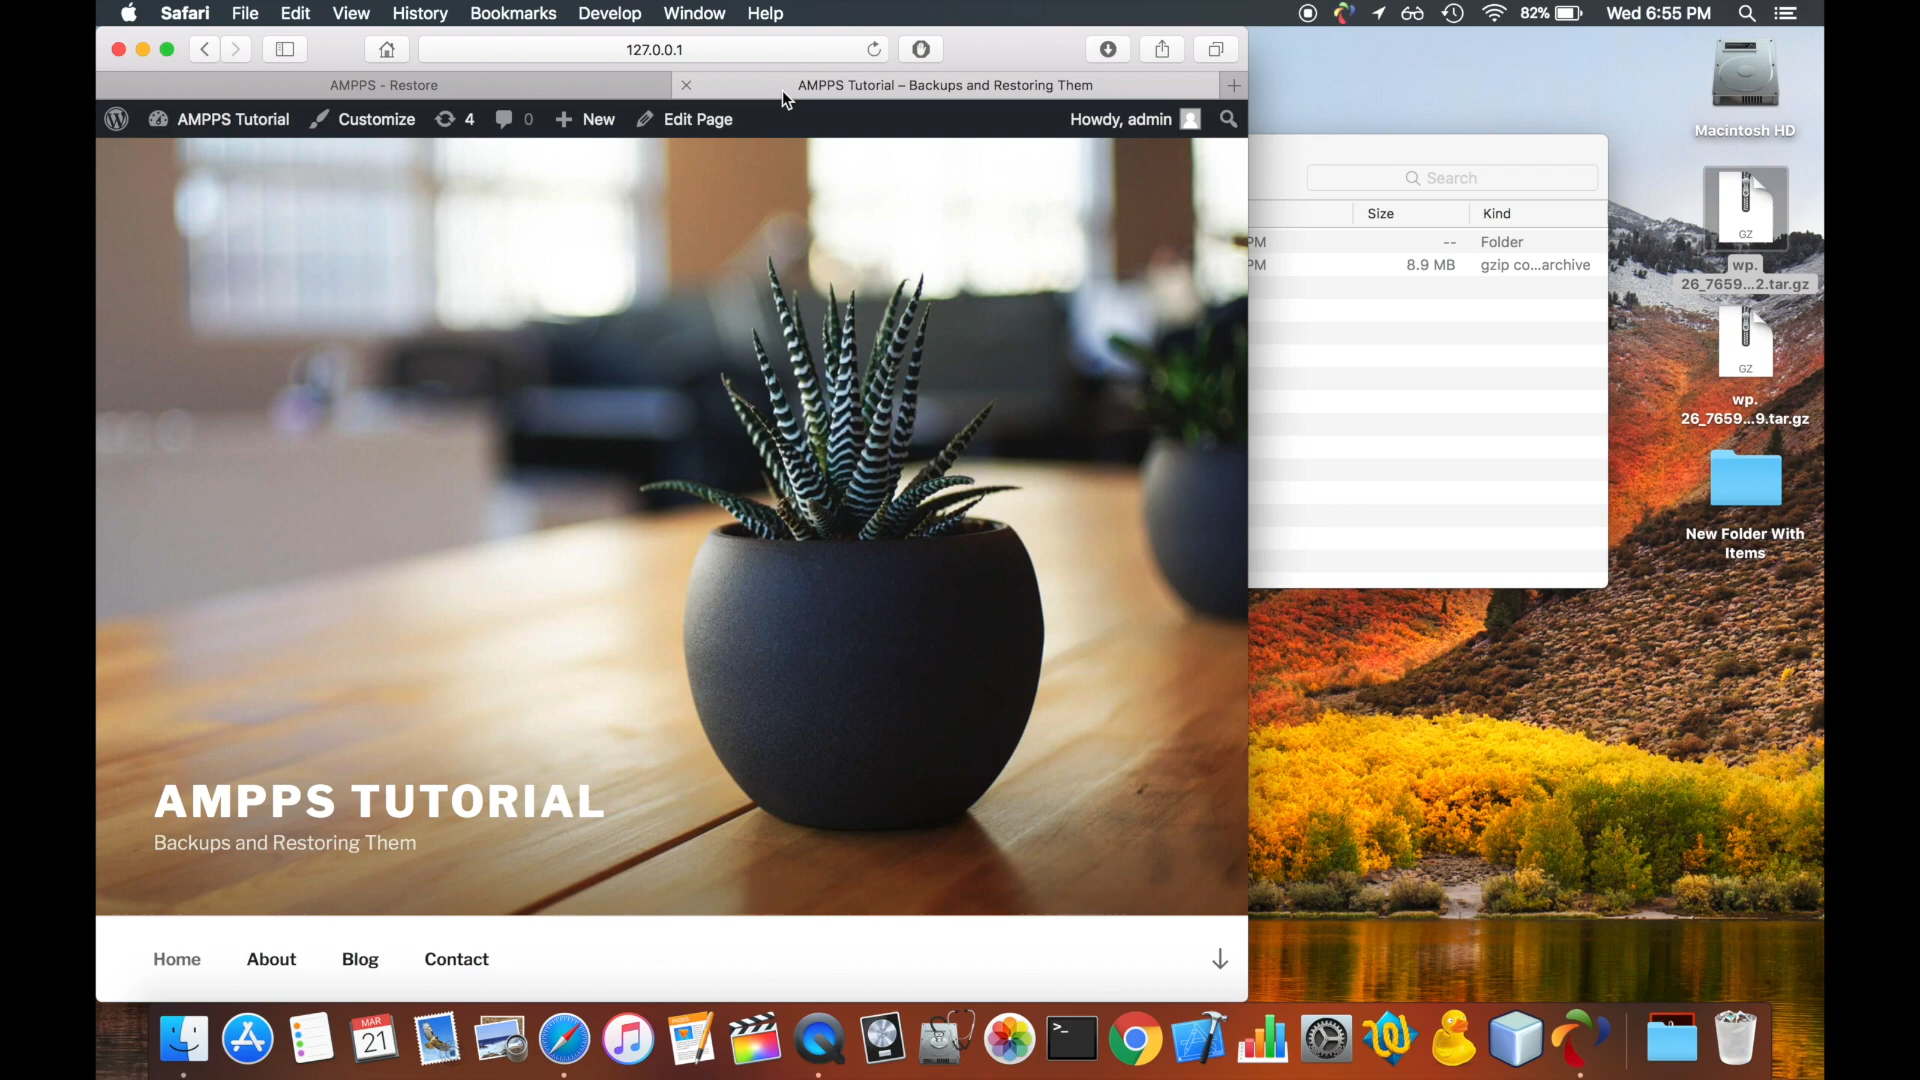 Safari File Edit View History Bookmarks Develop Window Help 82% Wed 6:55 PM
127.0.0.1
AMPPS - Restore
AMPPS Tutorial – Backups and Restoring Them
AMPPS Tutorial Customize 4 0 New Edit Page Howdy, admin
Search
Size Kind
PM -- Folder
PM 8.9 MB gzip co...archive
Macintosh HD
GZ
wp.
26_7659...2.tar.gz
GZ
wp.
26_7659...9.tar.gz
New Folder With
Items
AMPPS TUTORIAL
Backups and Restoring Them
Home About Blog Contact
MAR
21
>_